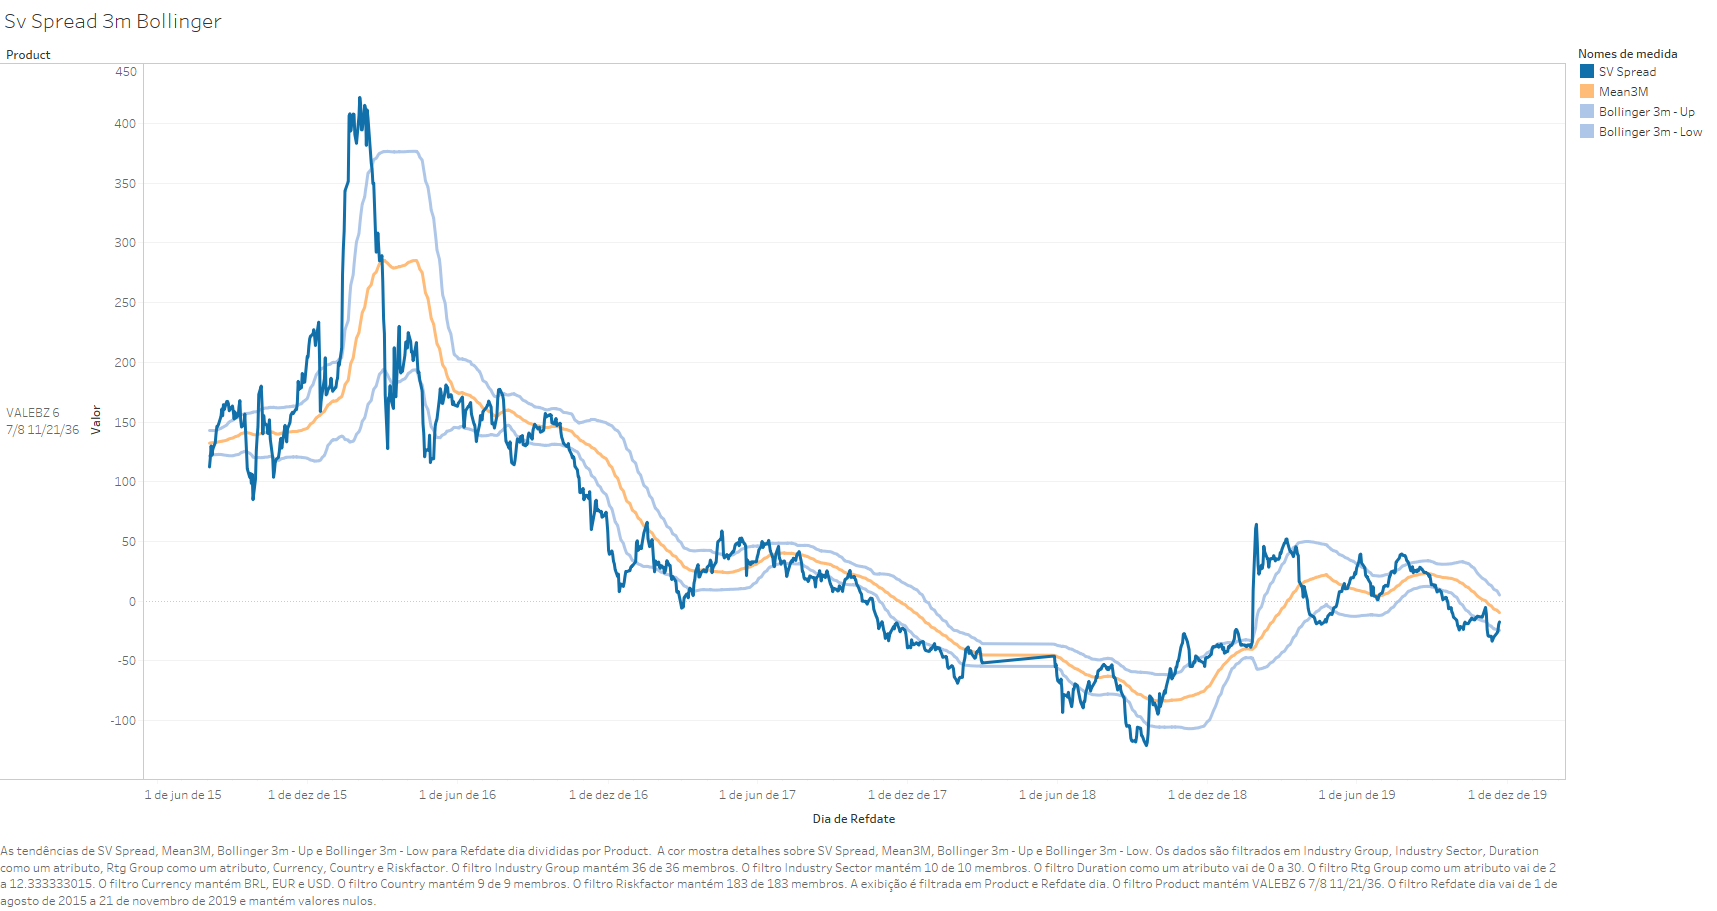 Sv Spread 3m Bollinger
Product
Nomes de medida
SV Spread
Mean3M
Bollinger 3m - Up
Bollinger 3m - Low
450
400
350
300
250
200
150
100
50
0
-50
-100
VALEBZ 6
7/8 11/21/36
Valor
1 de jun de 15 1 de dez de 15 1 de jun de 16 1 de dez de 16 1 de jun de 17 1 de dez de 17 1 de jun de 18 1 de dez de 18 1 de jun de 19 1 de dez de 19
Dia de Refdate
As tendências de SV Spread, Mean3M, Bollinger 3m - Up e Bollinger 3m - Low para Refdate dia divididas por Product. A cor mostra detalhes sobre SV Spread, Mean3M, Bollinger 3m - Up e Bollinger 3m - Low. Os dados são filtrados em Industry Group, Industry Sector, Duration
como um atributo, Rtg Group como um atributo, Currency, Country e Riskfactor. O filtro Industry Group mantém 36 de 36 membros. O filtro Industry Sector mantém 10 de 10 membros. O filtro Duration como um atributo vai de 0 a 30. O filtro Rtg Group como um atributo vai de 2
a 12.333333015. O filtro Currency mantém BRL, EUR e USD. O filtro Country mantém 9 de 9 membros. O filtro Riskfactor mantém 183 de 183 membros. A exibição é filtrada em Product e Refdate dia. O filtro Product mantém VALEBZ 6 7/8 11/21/36. O filtro Refdate dia vai de 1 de
agosto de 2015 a 21 de novembro de 2019 e mantém valores nulos.